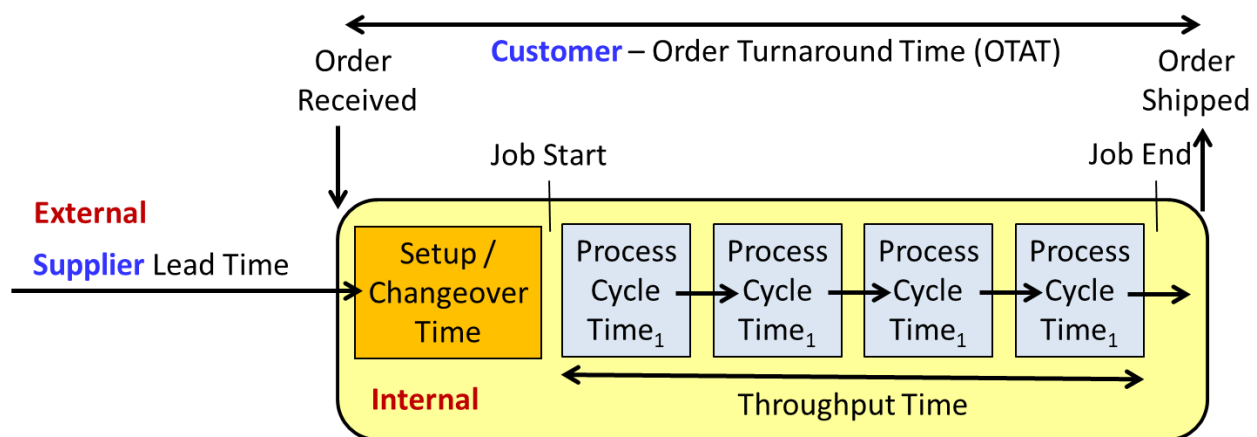 Customer – Order Turnaround Time (OTAT)
Order
Received
Order
Shipped
Job Start
Job End
External
Supplier Lead Time
Setup /
Changeover
Time
Process
Cycle
Time₁
Process
Cycle
Time₁
Process
Cycle
Time₁
Process
Cycle
Time₁
Internal
Throughput Time